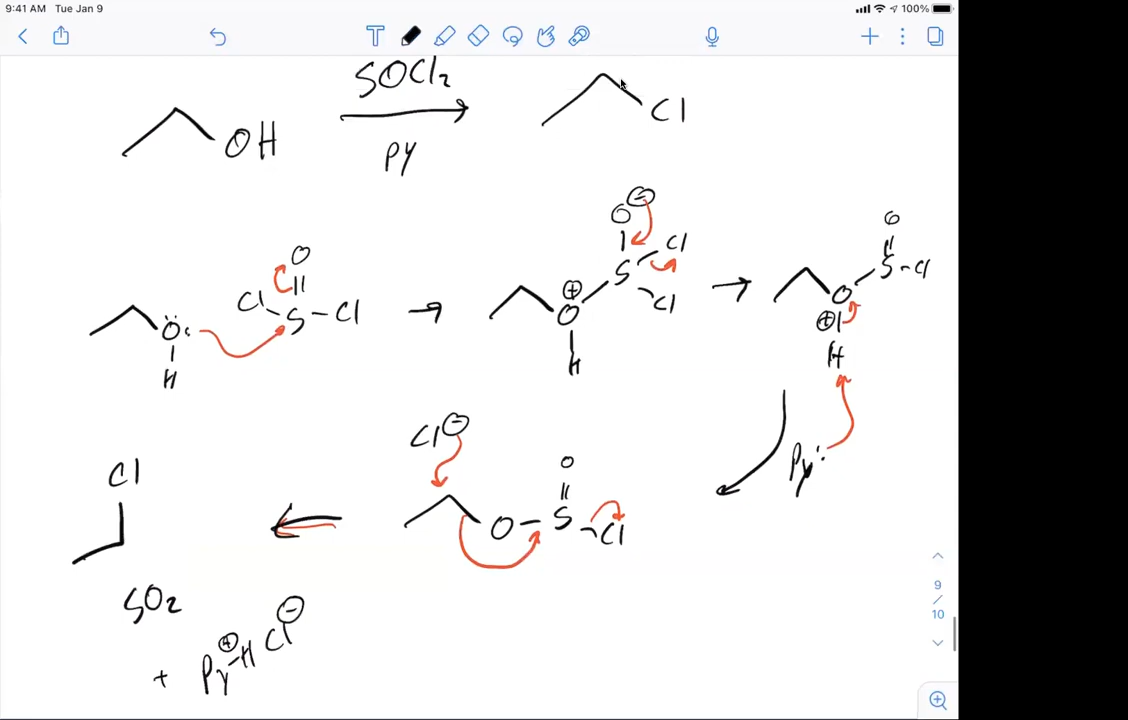 9:41 AM Tue Jan 9 100%
SOCl2
OH Cl
PY
O⊖
O
O Cl
Cl S S Cl
S Cl ⊕ Cl
Ö: O O
H ⊕
H H
Cl⊖
Py:
Cl O
O S Cl
SO2
9
/
10
+ Py⊕-H Cl⊖